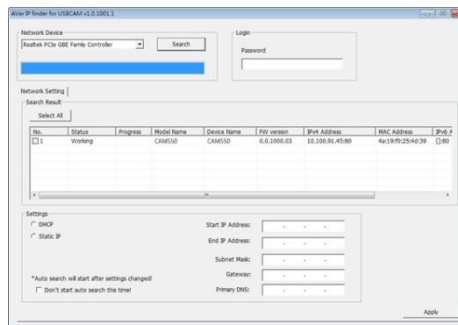 AVer IP finder for USBCAM v1.0.1001.1
Network Device
Realtek PCIe GBE Family Controller
Search
Login
Password
Network Setting
Search Result
Select All
No. Status Progress Model Name Device Name FW version IPv4 Address MAC Address IPv6 A
1 Working CAM550 CAM550 0.0.1000.03 10.100.91.45:80 4a:19:f0:25:4d:39 []:80
Settings
DHCP
Static IP
Start IP Address:
End IP Address:
Subnet Mask:
Gateway:
Primary DNS:
*Auto search will start after settings changed!
Don't start auto search this time!
Apply